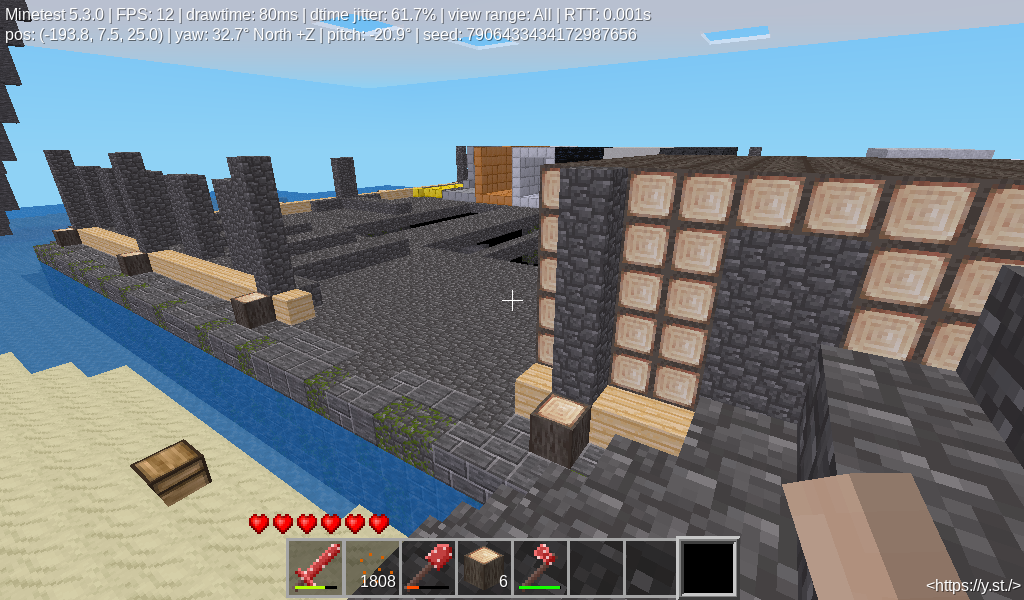 Minetest 5.3.0 | FPS: 12 | drawtime: 80ms | dtime jitter: 61.7% | view range: All | RTT: 0.001s
pos: (-193.8, 7.5, 25.0) | yaw: 32.7° North +Z | pitch: -20.9° | seed: 7906433434172987656
1808
6
<https://y.st./>